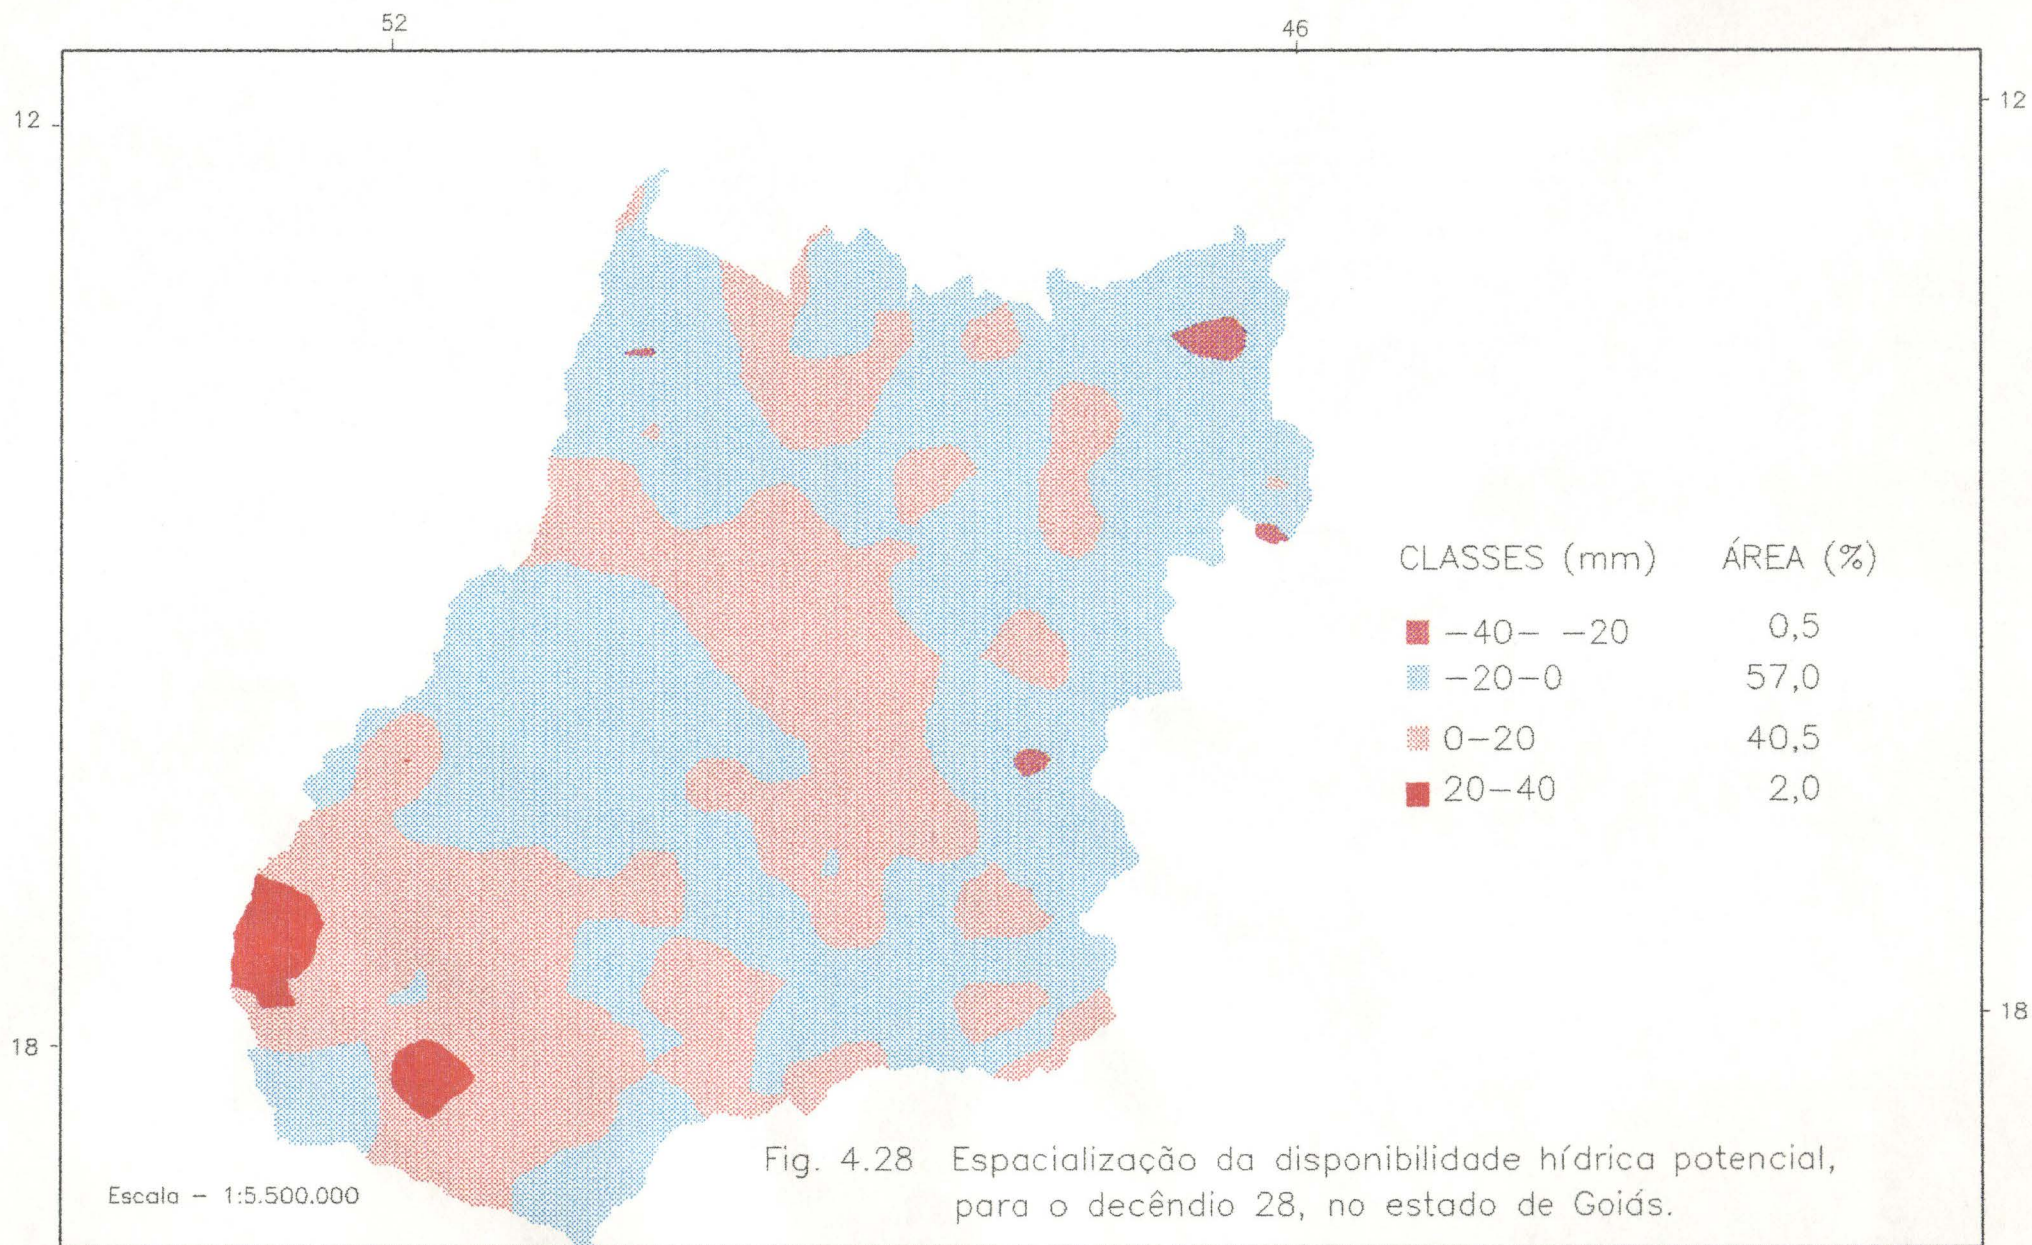 52 46
12 12
CLASSES (mm) ÁREA (%)
-40- -20 0,5
-20-0 57,0
0-20 40,5
20-40 2,0
18 18
Fig. 4.28 Espacialização da disponibilidade hídrica potencial,
para o decêndio 28, no estado de Goiás.
Escala - 1:5.500.000